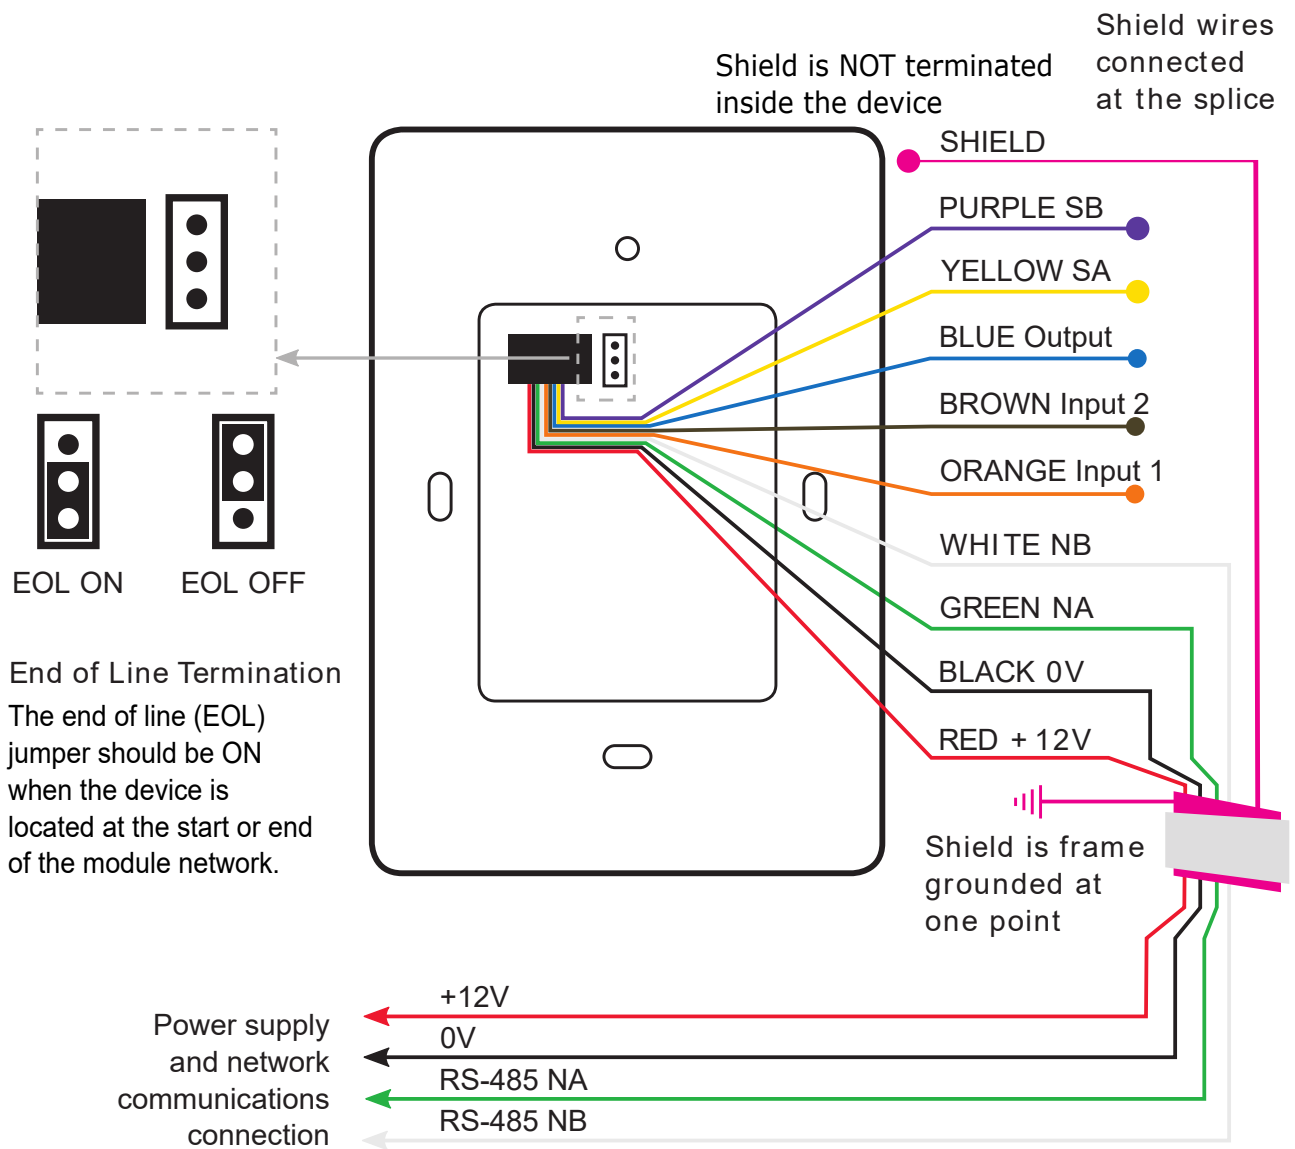 Shield wires
connected
at the splice
Shield is NOT terminated
inside the device
SHIELD
PURPLE SB
YELLOW SA
BLUE Output
BROWN Input 2
ORANGE Input 1
WHITE NB
GREEN NA
BLACK 0V
RED + 12V
EOL ON
EOL OFF
End of Line Termination
The end of line (EOL)
jumper should be ON
when the device is
located at the start or end
of the module network.
Shield is frame
grounded at
one point
Power supply
and network
communications
connection
+12V
0V
RS-485 NA
RS-485 NB